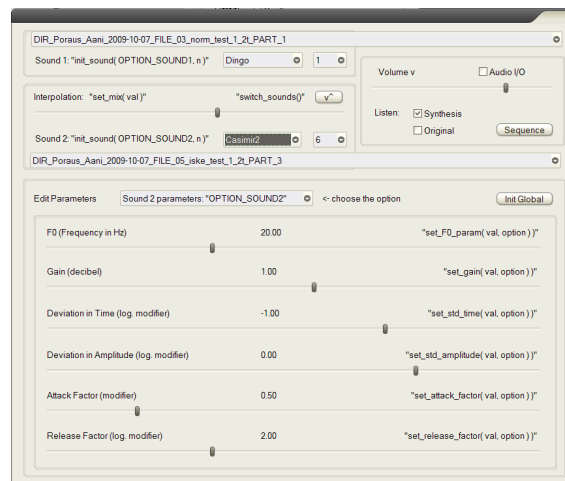 DIR_Poraus_Aani_2009-10-07_FILE_03_norm_test_1_2t_PART_1
Sound 1: "init_sound( OPTION_SOUND1, n )" Dingo 1
Volume v Audio I/O
Interpolation: "set_mix( val )" "switch_sounds()" v^
Listen: Synthesis
Original Sequence
Sound 2: "init_sound( OPTION_SOUND2, n )" Casimir2 6
DIR_Poraus_Aani_2009-10-07_FILE_05_iske_test_1_2t_PART_3
Edit Parameters Sound 2 parameters: "OPTION_SOUND2" <- choose the option Init Global
F0 (Frequency in Hz) 20.00 "set_F0_param( val, option ) )"
Gain (decibel) 1.00 "set_gain( val, option ) )"
Deviation in Time (log. modifier) -1.00 "set_std_time( val, option ) )"
Deviation in Amplitude (log. modifier) 0.00 "set_std_amplitude( val, option ) )"
Attack Factor (modifier) 0.50 "set_attack_factor( val, option ) )"
Release Factor (log. modifier) 2.00 "set_release_factor( val, option ) )"